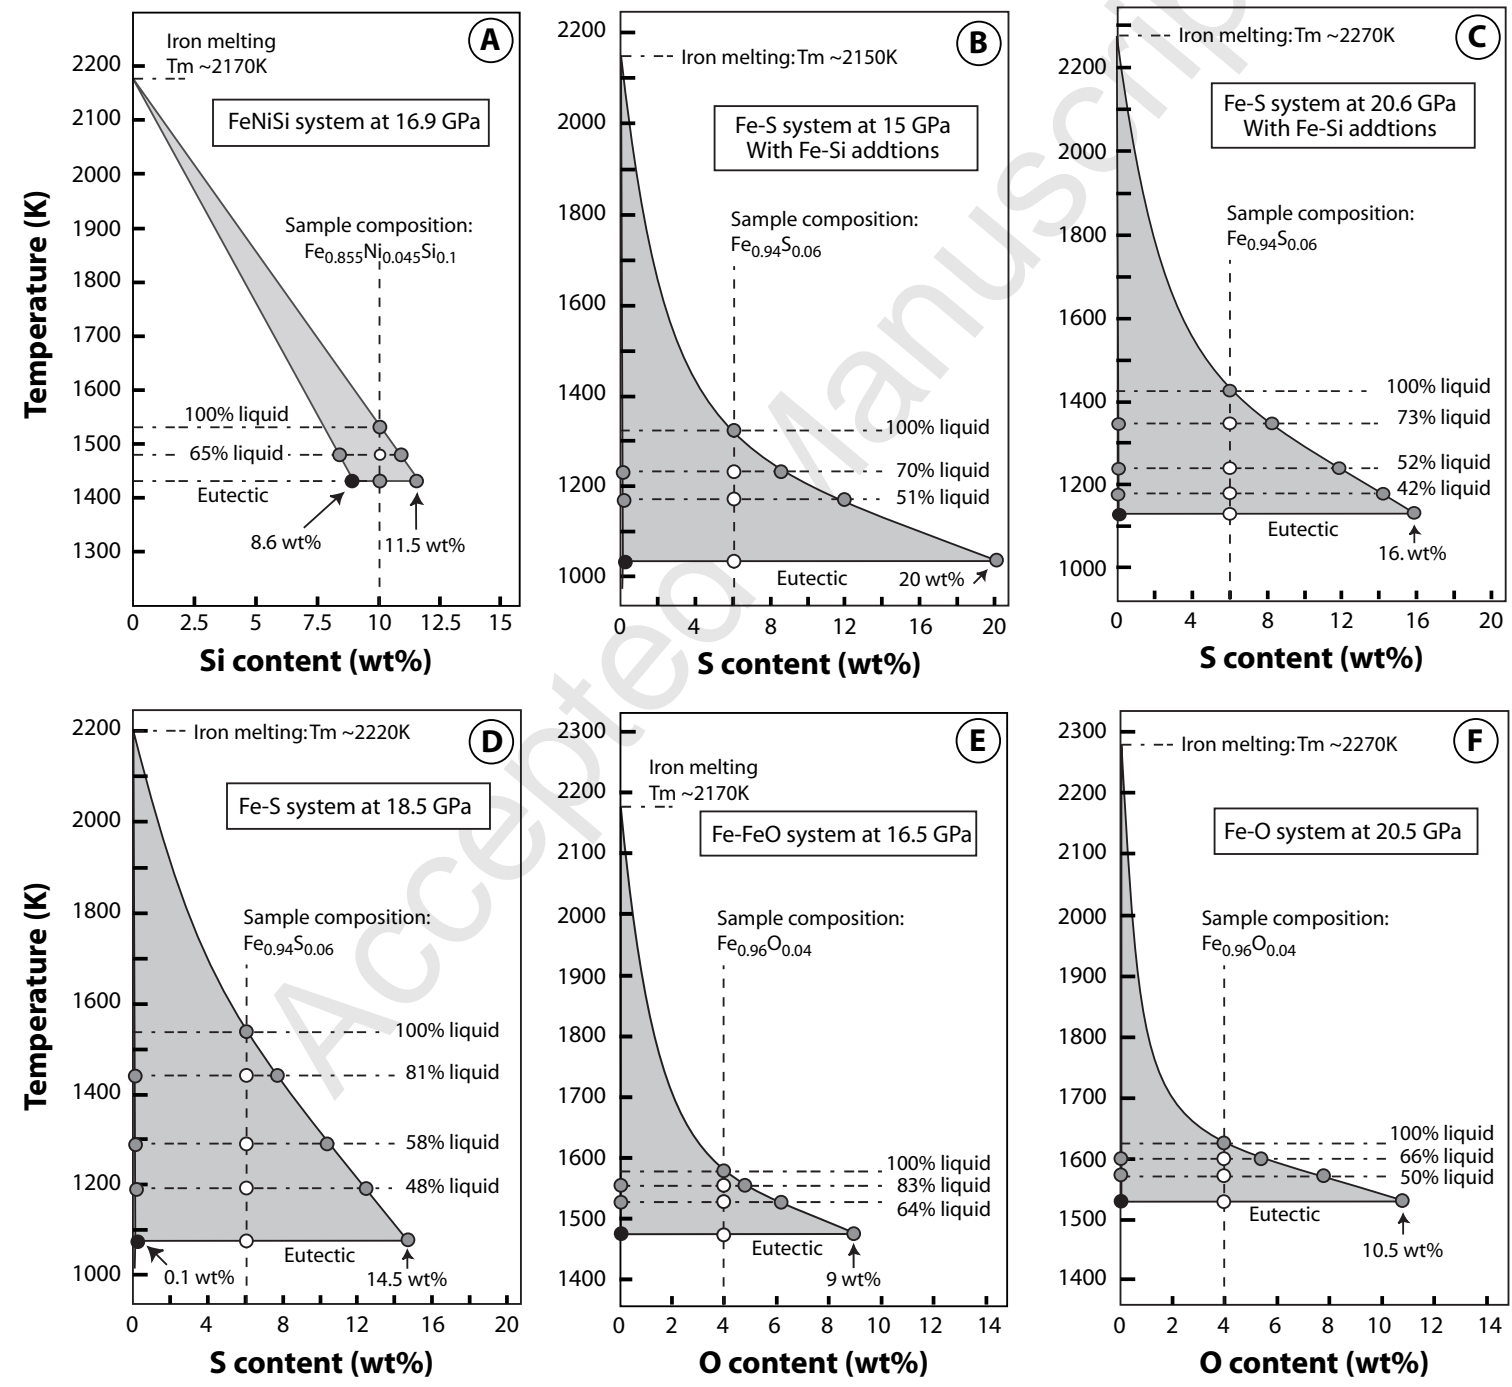 Accepted Manuscript
Temperature (K)
A
Iron melting
Tm ~2170K
FeNiSi system at 16.9 GPa
Sample composition:
Fe0.855Ni0.045Si0.1
100% liquid
65% liquid
Eutectic
8.6 wt%
11.5 wt%
2200
2100
2000
1900
1800
1700
1600
1500
1400
1300
0 2.5 5 7.5 10 12.5 15
Si content (wt%)
B
Iron melting: Tm ~2150K
Fe-S system at 15 GPa
With Fe-Si addtions
Sample composition:
Fe0.94S0.06
100% liquid
70% liquid
51% liquid
Eutectic
20 wt%
2200
2000
1800
1600
1400
1200
1000
0 4 8 12 16 20
S content (wt%)
C
Iron melting: Tm ~2270K
Fe-S system at 20.6 GPa
With Fe-Si addtions
Sample composition:
Fe0.94S0.06
100% liquid
73% liquid
52% liquid
42% liquid
Eutectic
16. wt%
2200
2000
1800
1600
1400
1200
1000
0 4 8 12 16 20
S content (wt%)
Temperature (K)
D
Iron melting: Tm ~2220K
Fe-S system at 18.5 GPa
Sample composition:
Fe0.94S0.06
100% liquid
81% liquid
58% liquid
48% liquid
Eutectic
0.1 wt%
14.5 wt%
2200
2000
1800
1600
1400
1200
1000
0 4 8 12 16 20
S content (wt%)
E
Iron melting
Tm ~2170K
Fe-FeO system at 16.5 GPa
Sample composition:
Fe0.96O0.04
100% liquid
83% liquid
64% liquid
Eutectic
9 wt%
2300
2200
2100
2000
1900
1800
1700
1600
1500
1400
0 2 4 6 8 10 12 14
O content (wt%)
F
Iron melting: Tm ~2270K
Fe-O system at 20.5 GPa
Sample composition:
Fe0.96O0.04
100% liquid
66% liquid
50% liquid
Eutectic
10.5 wt%
2300
2200
2100
2000
1900
1800
1700
1600
1500
1400
0 2 4 6 8 10 12 14
O content (wt%)